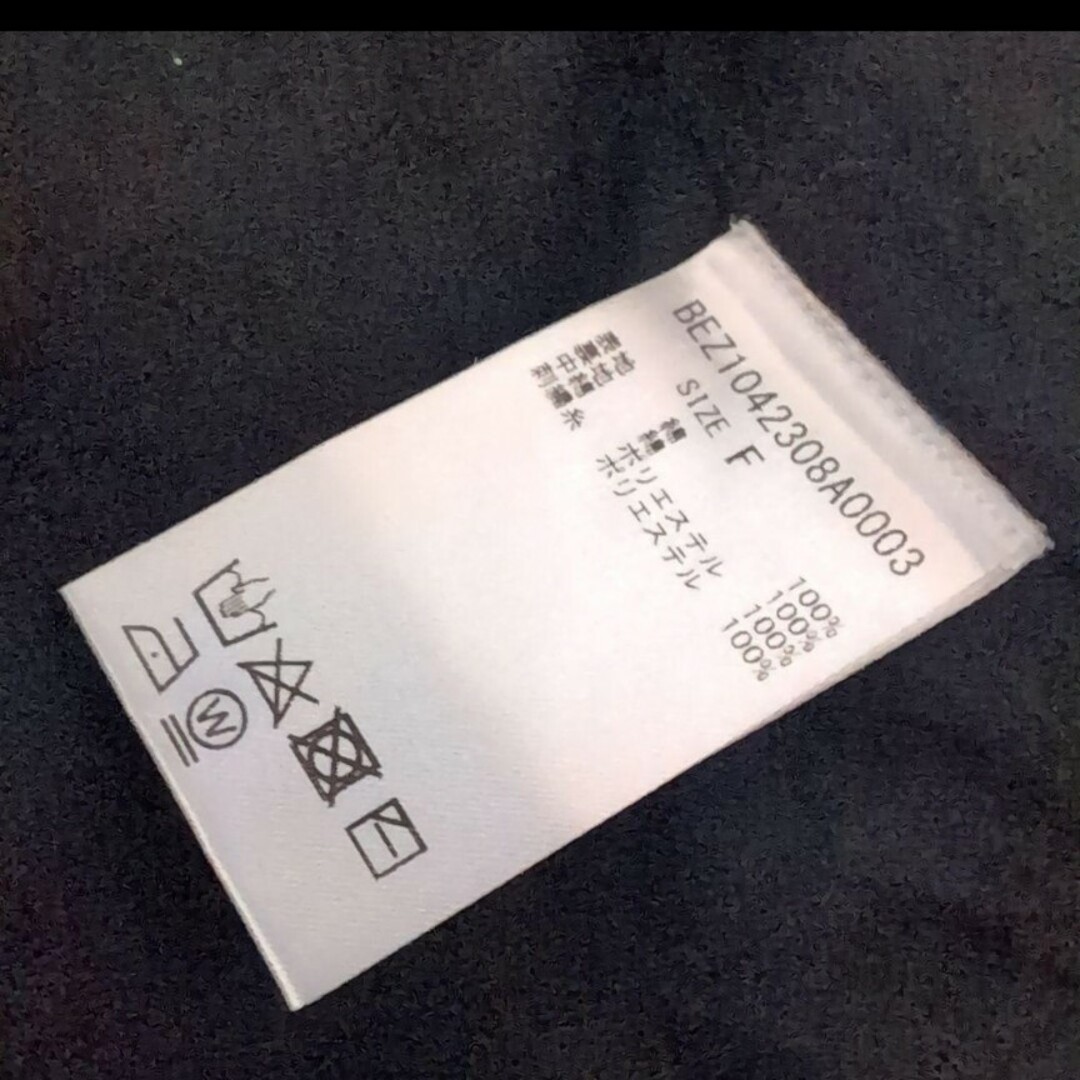 BEZ1042308A0003
SIZE F
表地 綿 100%
裏地 綿 100%
中綿 ポリエステル 100%
刺繍糸 ポリエステル 100%
W